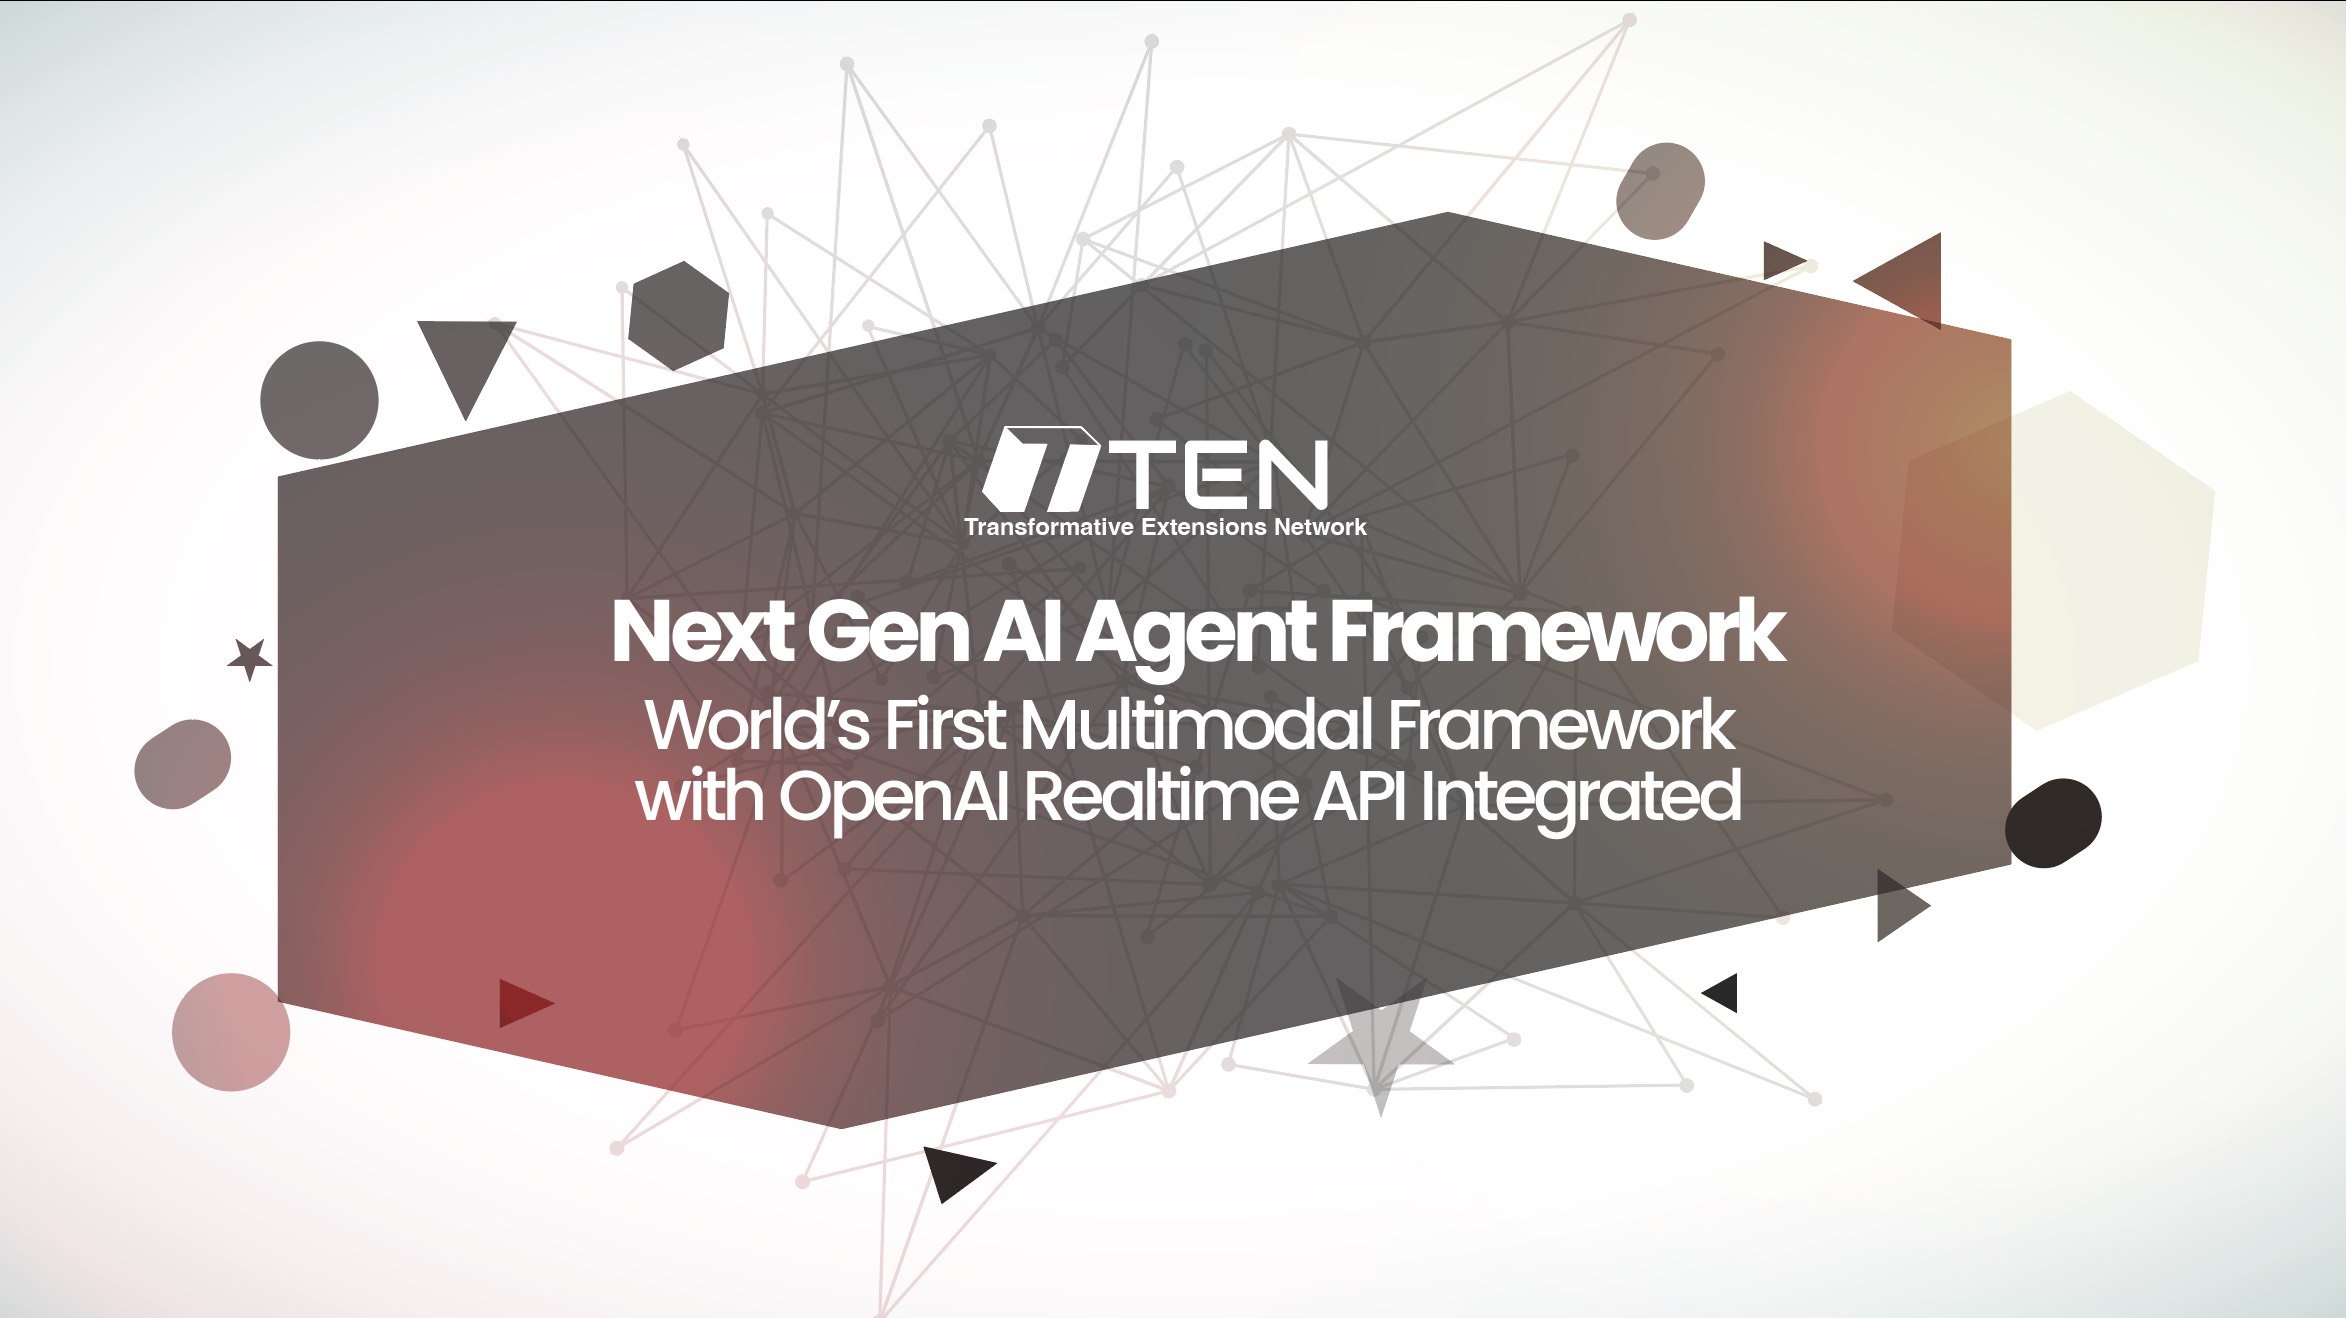 TEN
Transformative Extensions Network
Next Gen AI Agent Framework
World’s First Multimodal Framework
with OpenAI Realtime API Integrated